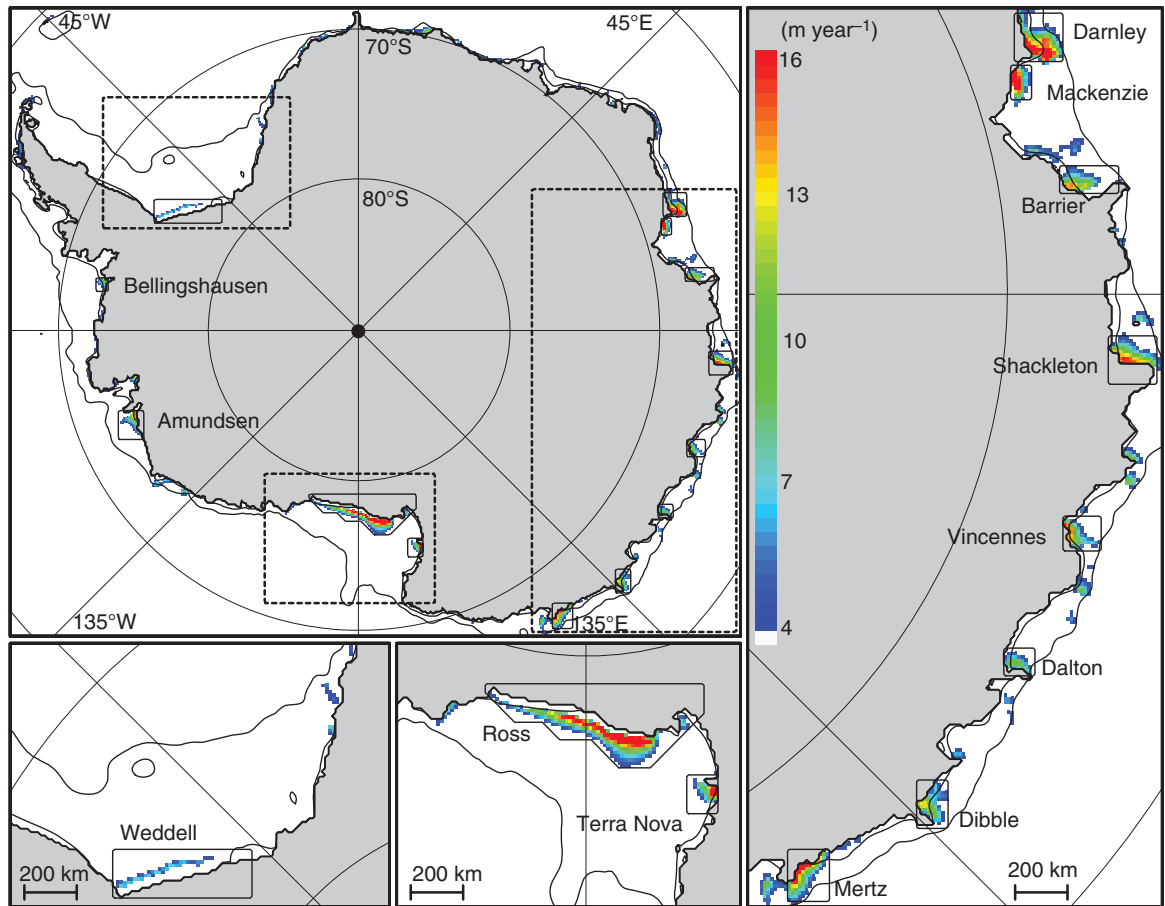 45°W
45°E
70°S
80°S
Bellingshausen
Amundsen
135°W
135°E
Weddell
200 km
Ross
Terra Nova
200 km
(m year⁻¹)
16
13
10
7
4
Darnley
Mackenzie
Barrier
Shackleton
Vincennes
Dalton
Dibble
Mertz
200 km